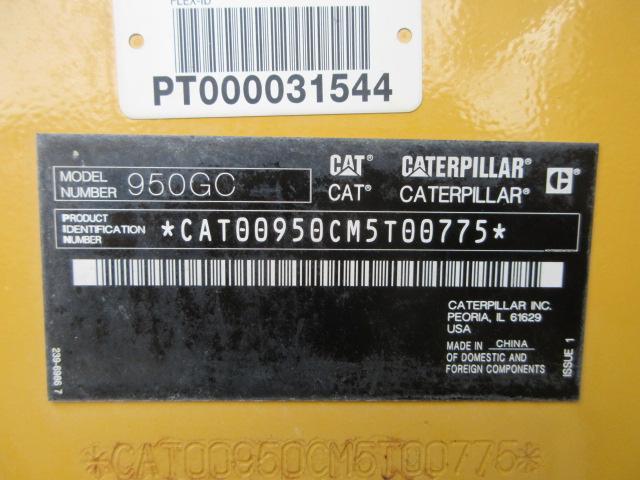 FLEX-ID
PT000031544
MODEL NUMBER 950GC
CAT® CATERPILLAR®
CAT® CATERPILLAR®
PRODUCT IDENTIFICATION NUMBER *CAT00950CM5T00775*
CATERPILLAR INC.
PEORIA, IL 61629
USA
MADE IN CHINA
OF DOMESTIC AND
FOREIGN COMPONENTS
ISSUE 1
239-6966 7
*CAT00950CM5T00775*